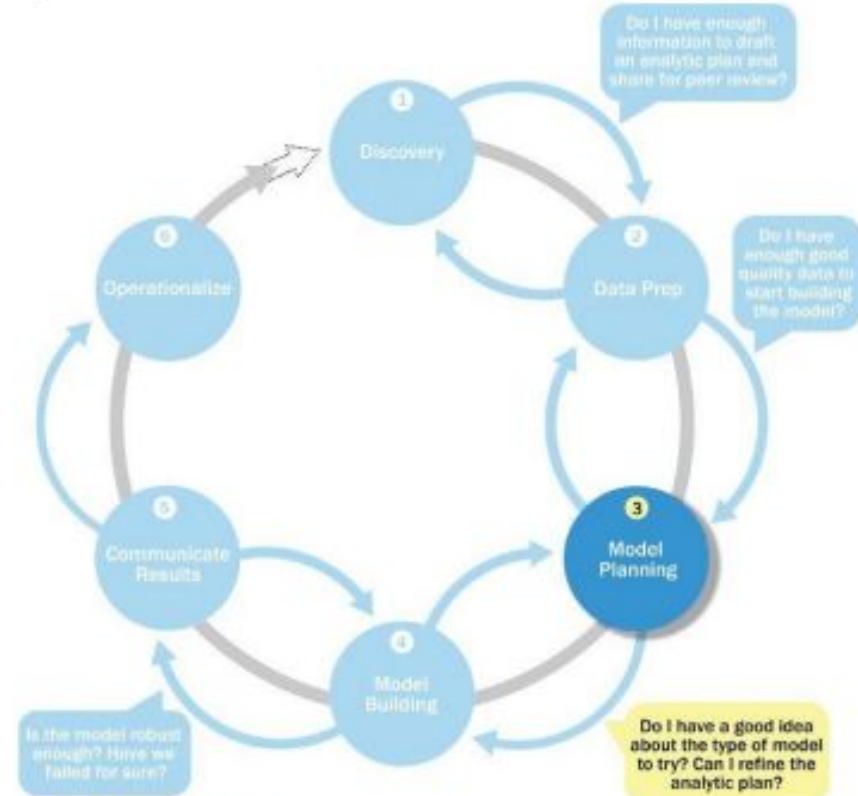 Do I have enough
information to draft
an analytic plan and
share for peer review?
1
Discovery
2
Data Prep
Do I have
enough good
quality data to
start building
the model?
6
Operationalize
3
Model
Planning
5
Communicate
Results
4
Model
Building
Is the model robust
enough? Have we
failed for sure?
Do I have a good idea
about the type of model
to try? Can I refine the
analytic plan?